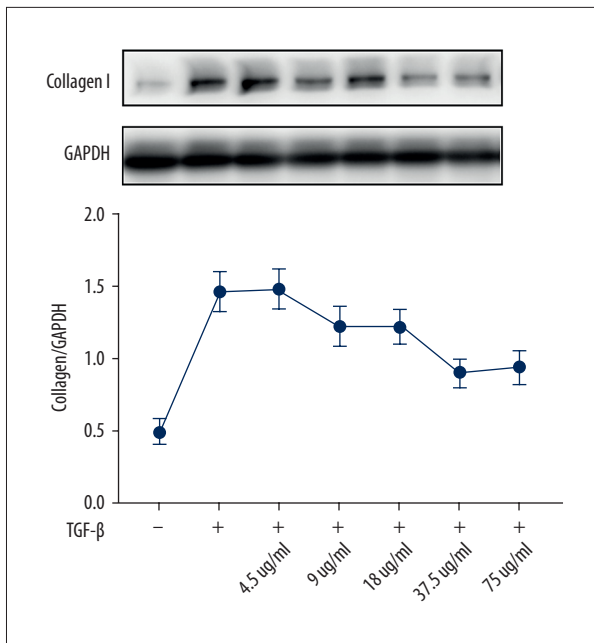 Collagen I
GAPDH
2.0
1.5
1.0
0.5
0.0
Collagen/GAPDH
TGF-β
– + + + + + +
4.5 ug/ml
9 ug/ml
18 ug/ml
37.5 ug/ml
75 ug/ml